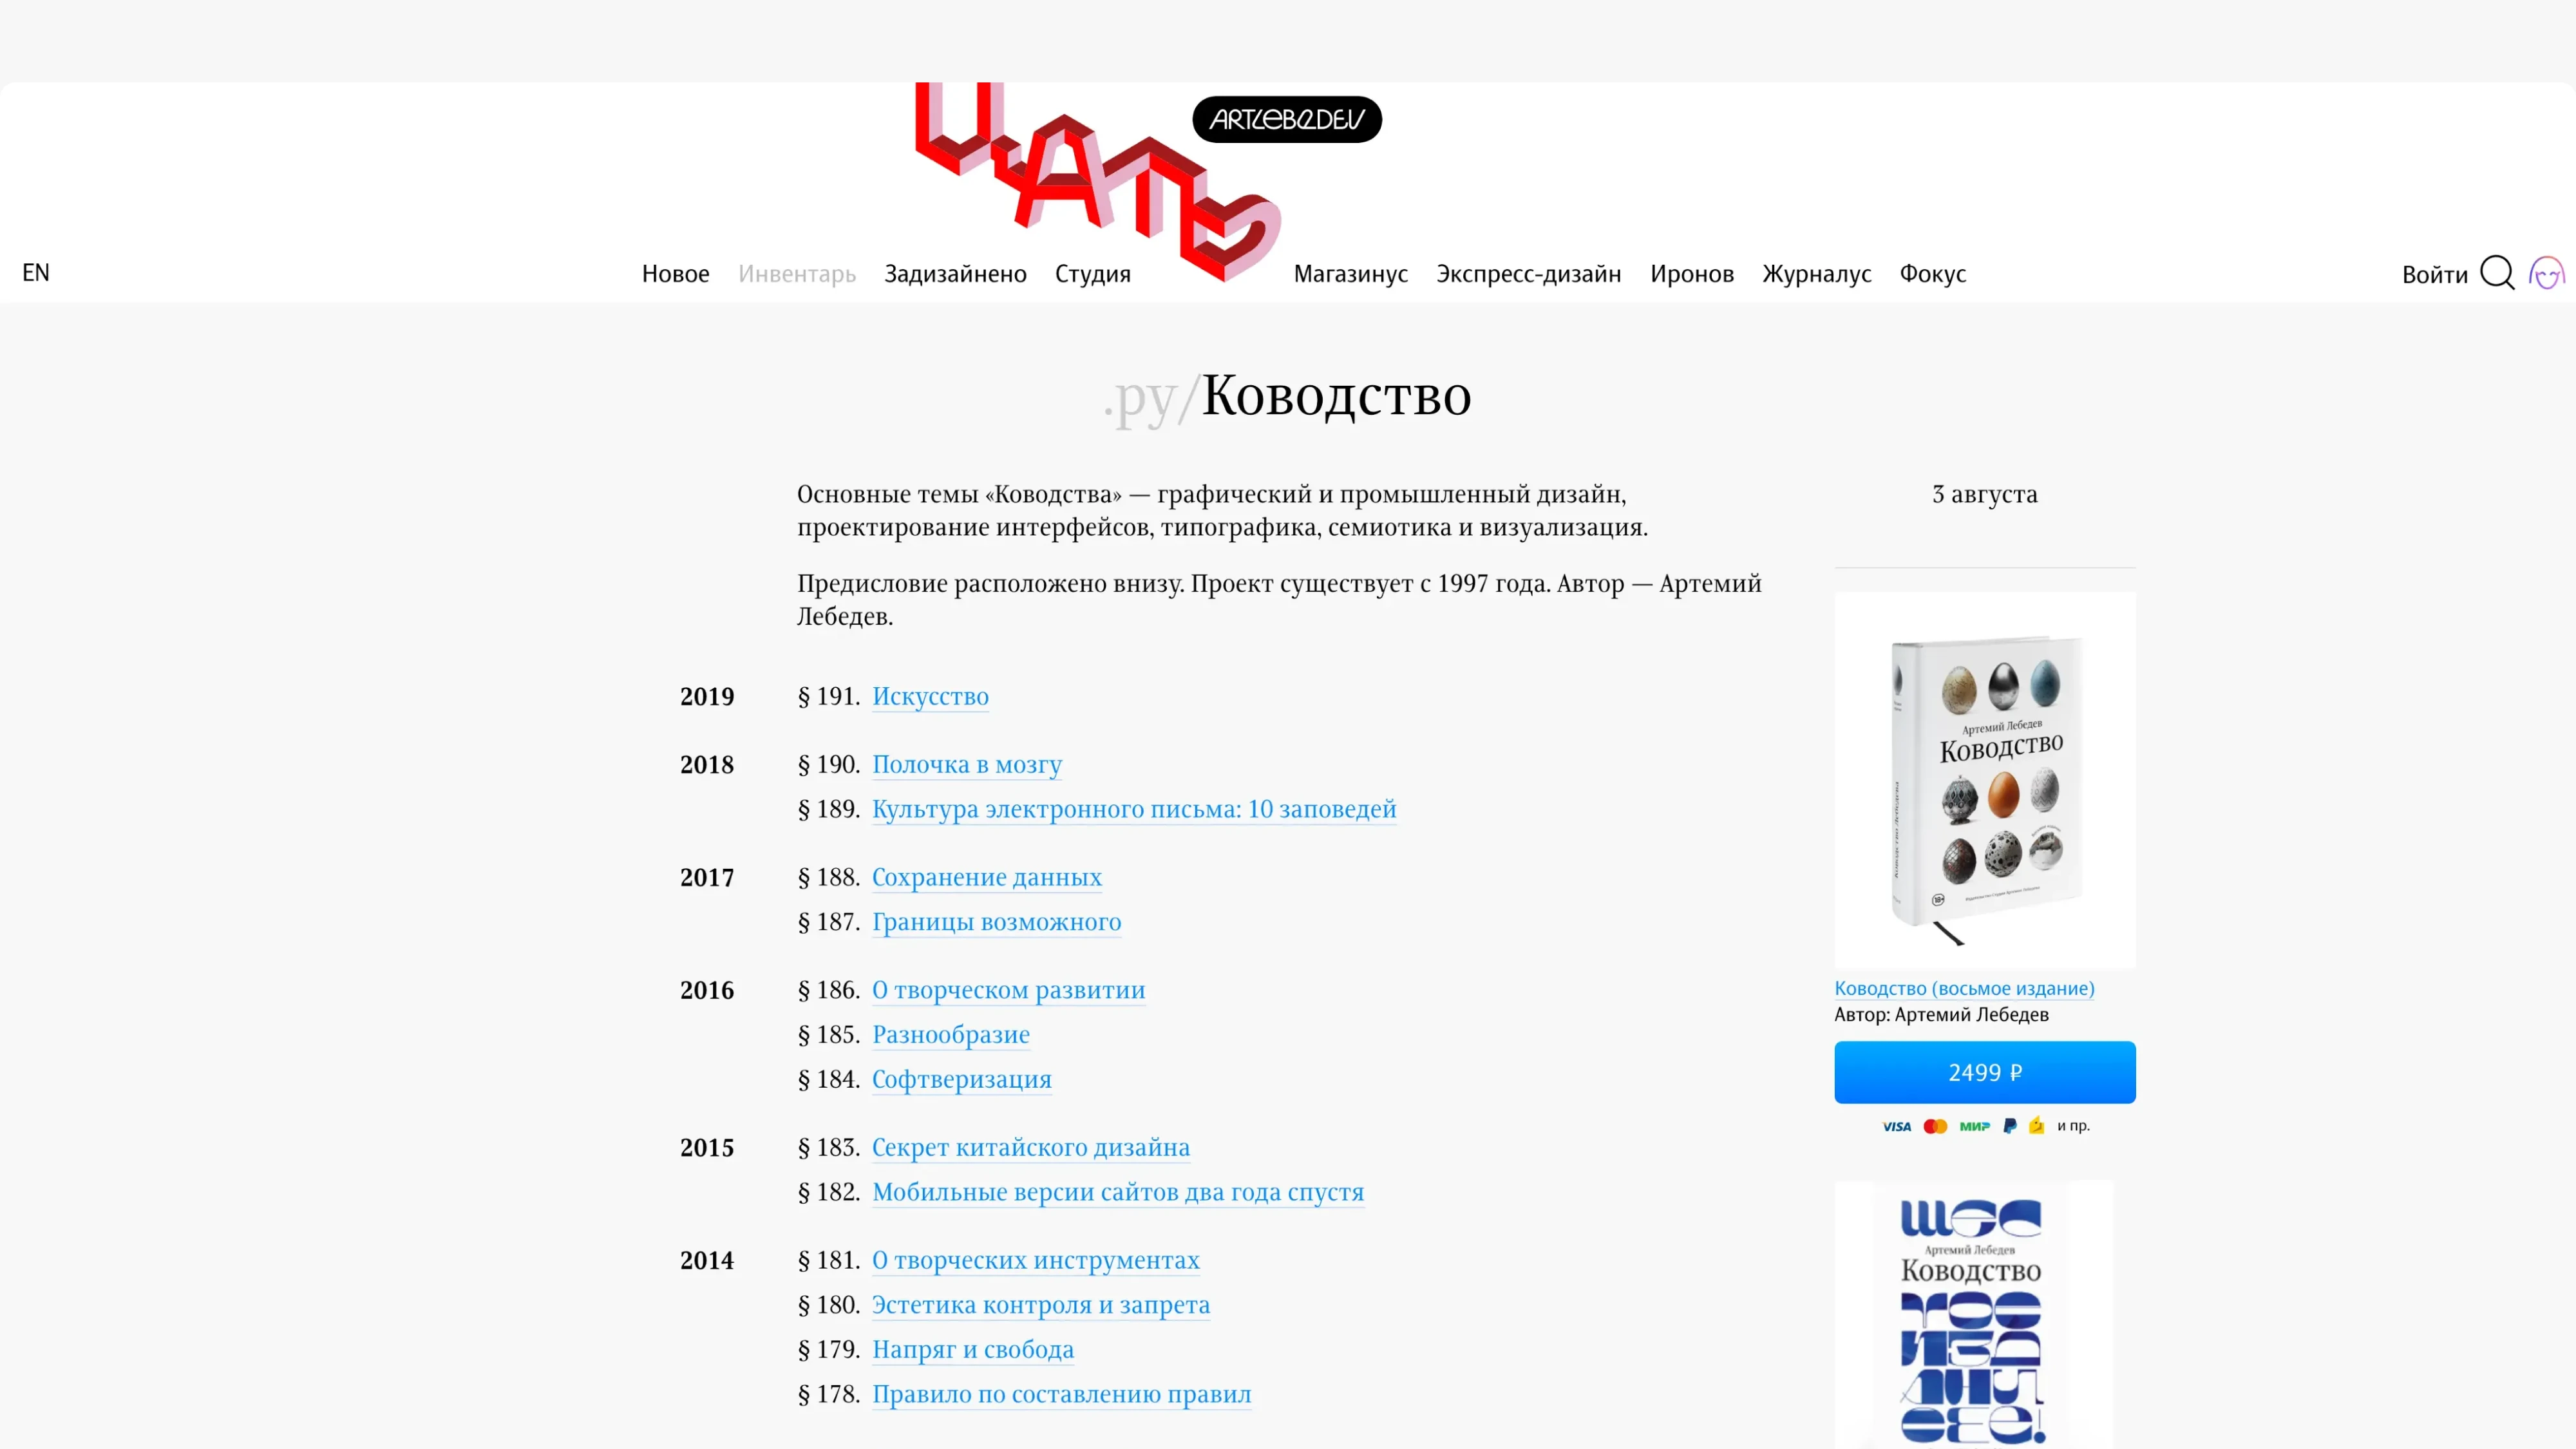 ЦАТЬ
ARTLEBEDEV
EN
Новое Инвентарь Задизайнено Студия Магазинус Экспресс-дизайн Иронов Журналус Фокус
Войти
.ру/Ководство
Основные темы «Ководства» — графический и промышленный дизайн,
проектирование интерфейсов, типографика, семиотика и визуализация.
3 августа
Предисловие расположено внизу. Проект существует с 1997 года. Автор — Артемий
Лебедев.
2019 § 191. Искусство
2018 § 190. Полочка в мозгу
§ 189. Культура электронного письма: 10 заповедей
2017 § 188. Сохранение данных
§ 187. Границы возможного
2016 § 186. О творческом развитии
§ 185. Разнообразие
§ 184. Софтверизация
2015 § 183. Секрет китайского дизайна
§ 182. Мобильные версии сайтов два года спустя
2014 § 181. О творческих инструментах
§ 180. Эстетика контроля и запрета
§ 179. Напряг и свобода
§ 178. Правило по составлению правил
Артемий Лебедев
Ководство
18+
Ководство (восьмое издание)
Автор: Артемий Лебедев
2499 ₽
VISA МИР и пр.
Артемий Лебедев
Ководство